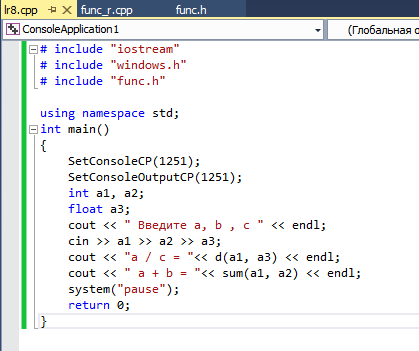 lr8.cpp func_r.cpp func.h
ConsoleApplication1 (Глобальная о
# include "iostream"
# include "windows.h"
# include "func.h"
using namespace std;
int main()
{
SetConsoleCP(1251);
SetConsoleOutputCP(1251);
int a1, a2;
float a3;
cout << " Введите a, b , c " << endl;
cin >> a1 >> a2 >> a3;
cout << "a / c = "<< d(a1, a3) << endl;
cout << " a + b = "<< sum(a1, a2) << endl;
system("pause");
return 0;
}